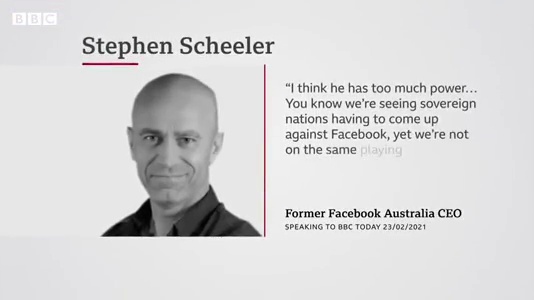 BBC
Stephen Scheeler
“I think he has too much power...
You know we're seeing sovereign
nations having to come up
against Facebook, yet we're not
on the same playing
Former Facebook Australia CEO
SPEAKING TO BBC TODAY 23/02/2021